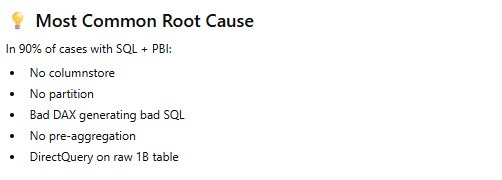 💡 Most Common Root Cause
In 90% of cases with SQL + PBI:
• No columnstore
• No partition
• Bad DAX generating bad SQL
• No pre-aggregation
• DirectQuery on raw 1B table